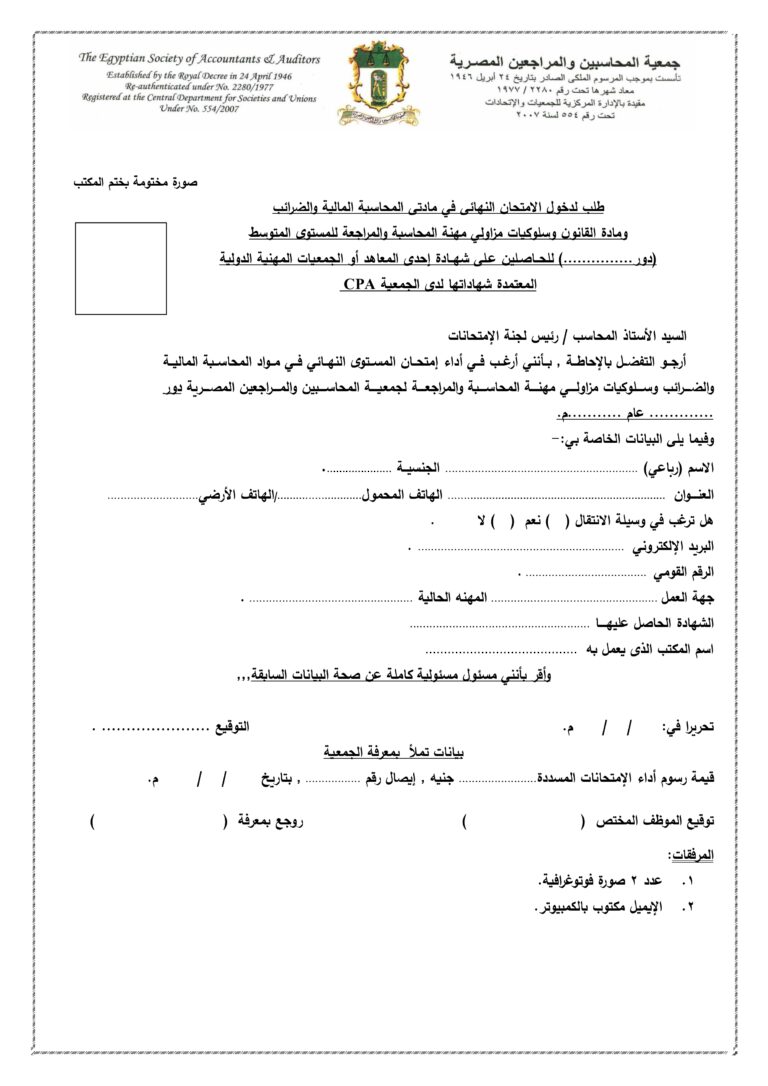 The Egyptian Society of Accountants & Auditors
Established by the Royal Decree in 24 April 1946
Re-authenticated under No. 2280/1977
Registered at the Central Department for Societies and Unions
Under No. 554/2007
جمعية المحاسبين والمراجعين المصرية
تأسست بموجب المرسوم الملكى الصادر بتاريخ ٢٤ أبريل ١٩٤٦
معاد شهرها تحت رقم ٢٢٨٠ / ١٩٧٧
مقيدة بالإدارة المركزية للجمعيات والإتحادات
تحت رقم ٥٥٤ لسنة ٢٠٠٧
صورة مختومة بختم المكتب
طلب لدخول الامتحان النهائى في مادتى المحاسبة المالية والضرائب
ومادة القانون وسلوكيات مزاولي مهنة المحاسبة والمراجعة للمستوى المتوسط
(دور ...............) للحاصلين على شهادة إحدى المعاهد أو الجمعيات المهنية الدولية
المعتمدة شهاداتها لدى الجمعية CPA
السيد الأستاذ المحاسب / رئيس لجنة الإمتحانات
أرجو التفضل بالإحاطة , بأننى أرغب في أداء إمتحان المستوى النهائي في مواد المحاسبة المالية
والضرائب وسلوكيات مزاولي مهنة المحاسبة والمراجعة لجمعية المحاسبين والمراجعين المصرية دور
............. عام ...........م.
وفيما يلى البيانات الخاصة بي:-
الاسم (رباعي) ............................................................ الجنسية .....................
العنوان .................................................................... الهاتف المحمول........................../الهاتف الأرضي............................
هل ترغب في وسيلة الانتقال ( ) نعم ( ) لا .
البريد الإلكتروني ................................................................ .
الرقم القومي ..................................... .
جهة العمل .................................................... المهنه الحالية ................................................... .
الشهادة الحاصل عليها ........................................................
اسم المكتب الذى يعمل به .......................................
وأقر بأنني مسئول مسئولية كاملة عن صحة البيانات السابقة,,,
تحريرا في: / / م. التوقيع ...................... .
بيانات تملأ بمعرفة الجمعية
قيمة رسوم أداء الإمتحانات المسددة........................ جنيه , إيصال رقم ................. , بتاريخ / / م.
توقيع الموظف المختص ( ) روجع بمعرفة ( )
المرفقات:
١. عدد ٢ صورة فوتوغرافية.
٢. الإيميل مكتوب بالكمبيوتر.